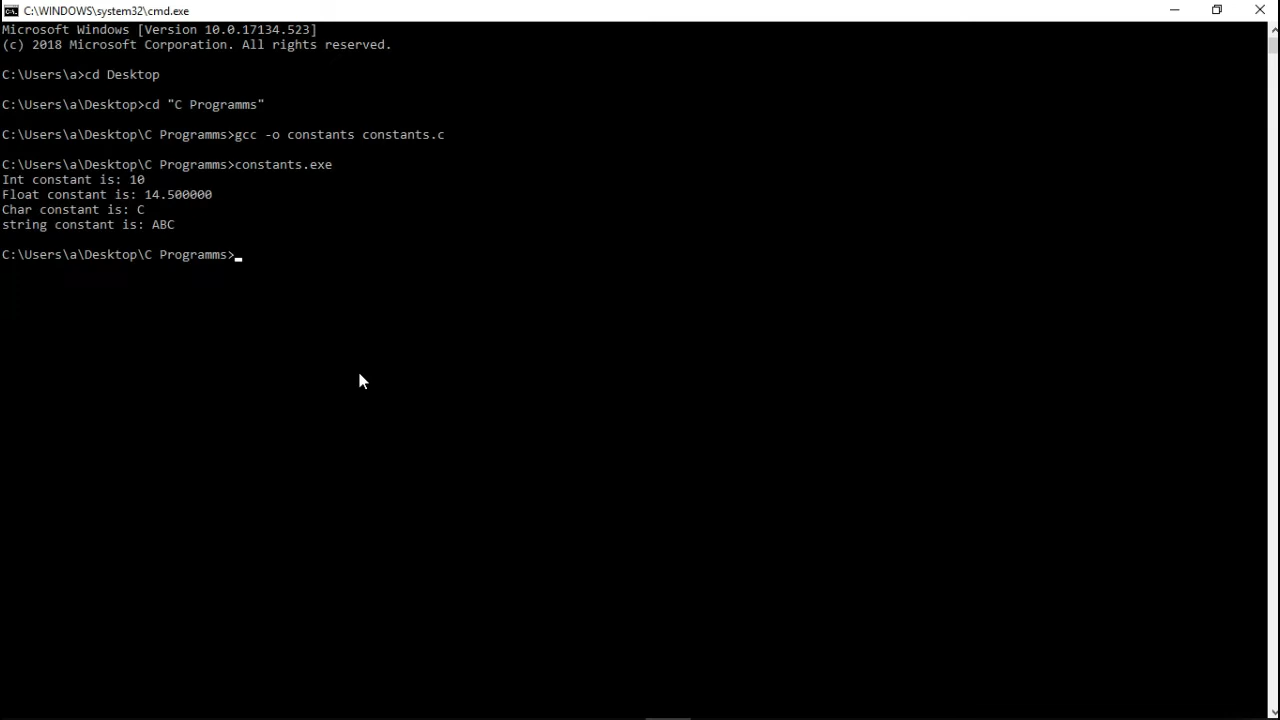 C:\WINDOWS\system32\cmd.exe
Microsoft Windows [Version 10.0.17134.523]
(c) 2018 Microsoft Corporation. All rights reserved.
C:\Users\a>cd Desktop
C:\Users\a\Desktop>cd "C Programms"
C:\Users\a\Desktop\C Programms>gcc -o constants constants.c
C:\Users\a\Desktop\C Programms>constants.exe
Int constant is: 10
Float constant is: 14.500000
Char constant is: C
string constant is: ABC
C:\Users\a\Desktop\C Programms>